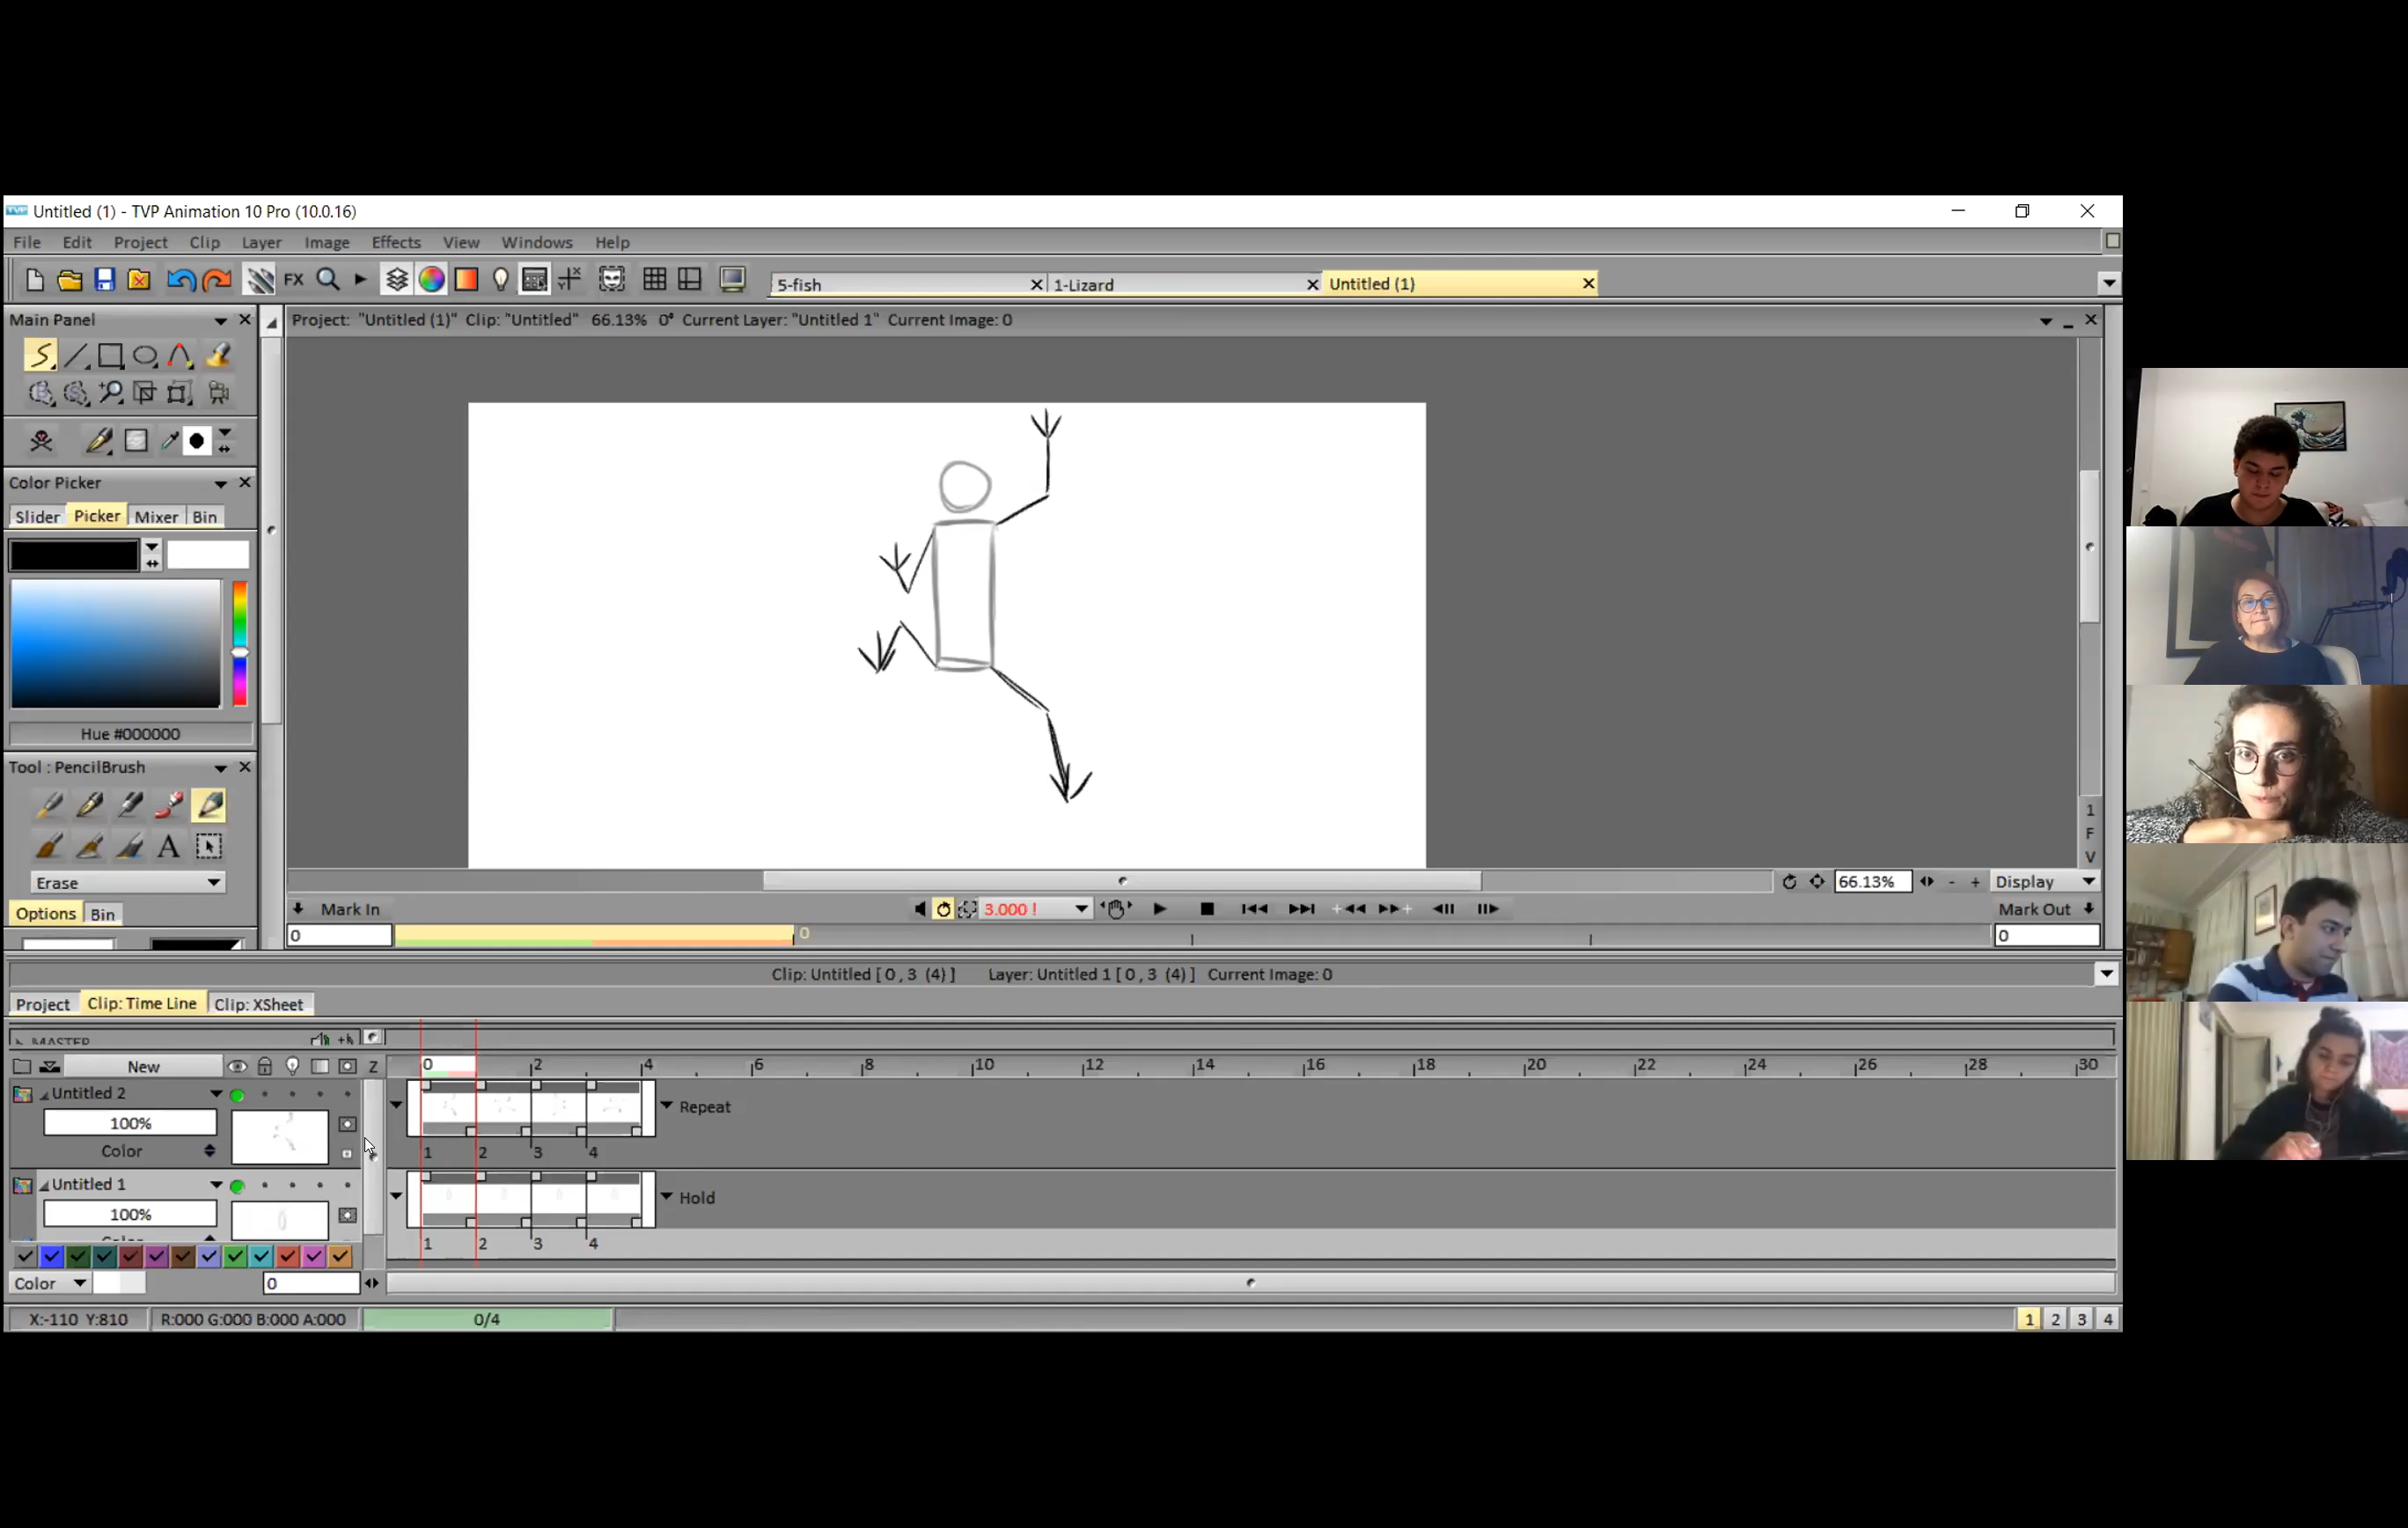 Untitled (1) - TVP Animation 10 Pro (10.0.16)
File Edit Project Clip Layer Image Effects View Windows Help
FX 5-fish 1-Lizard Untitled (1)
Main Panel
Project: "Untitled (1)" Clip: "Untitled" 66.13% 0° Current Layer: "Untitled 1" Current Image: 0
Color Picker
Slider Picker Mixer Bin
Hue #000000
Tool : PencilBrush
A
Erase
Options Bin
1
F
V
66.13% - + Display
Mark In 3.000 ! Mark Out
0 0 0
Clip: Untitled [ 0 , 3 (4) ] Layer: Untitled 1 [ 0 , 3 (4) ] Current Image: 0
Project Clip: Time Line Clip: XSheet
MASTER
New Z 0 2 4 6 8 10 12 14 16 18 20 22 24 26 28 30
Untitled 2
100% Repeat
Color 1 2 3 4
Untitled 1
100% Hold
Color
1 2 3 4
Color 0
X:-110 Y:810 R:000 G:000 B:000 A:000 0/4 1 2 3 4